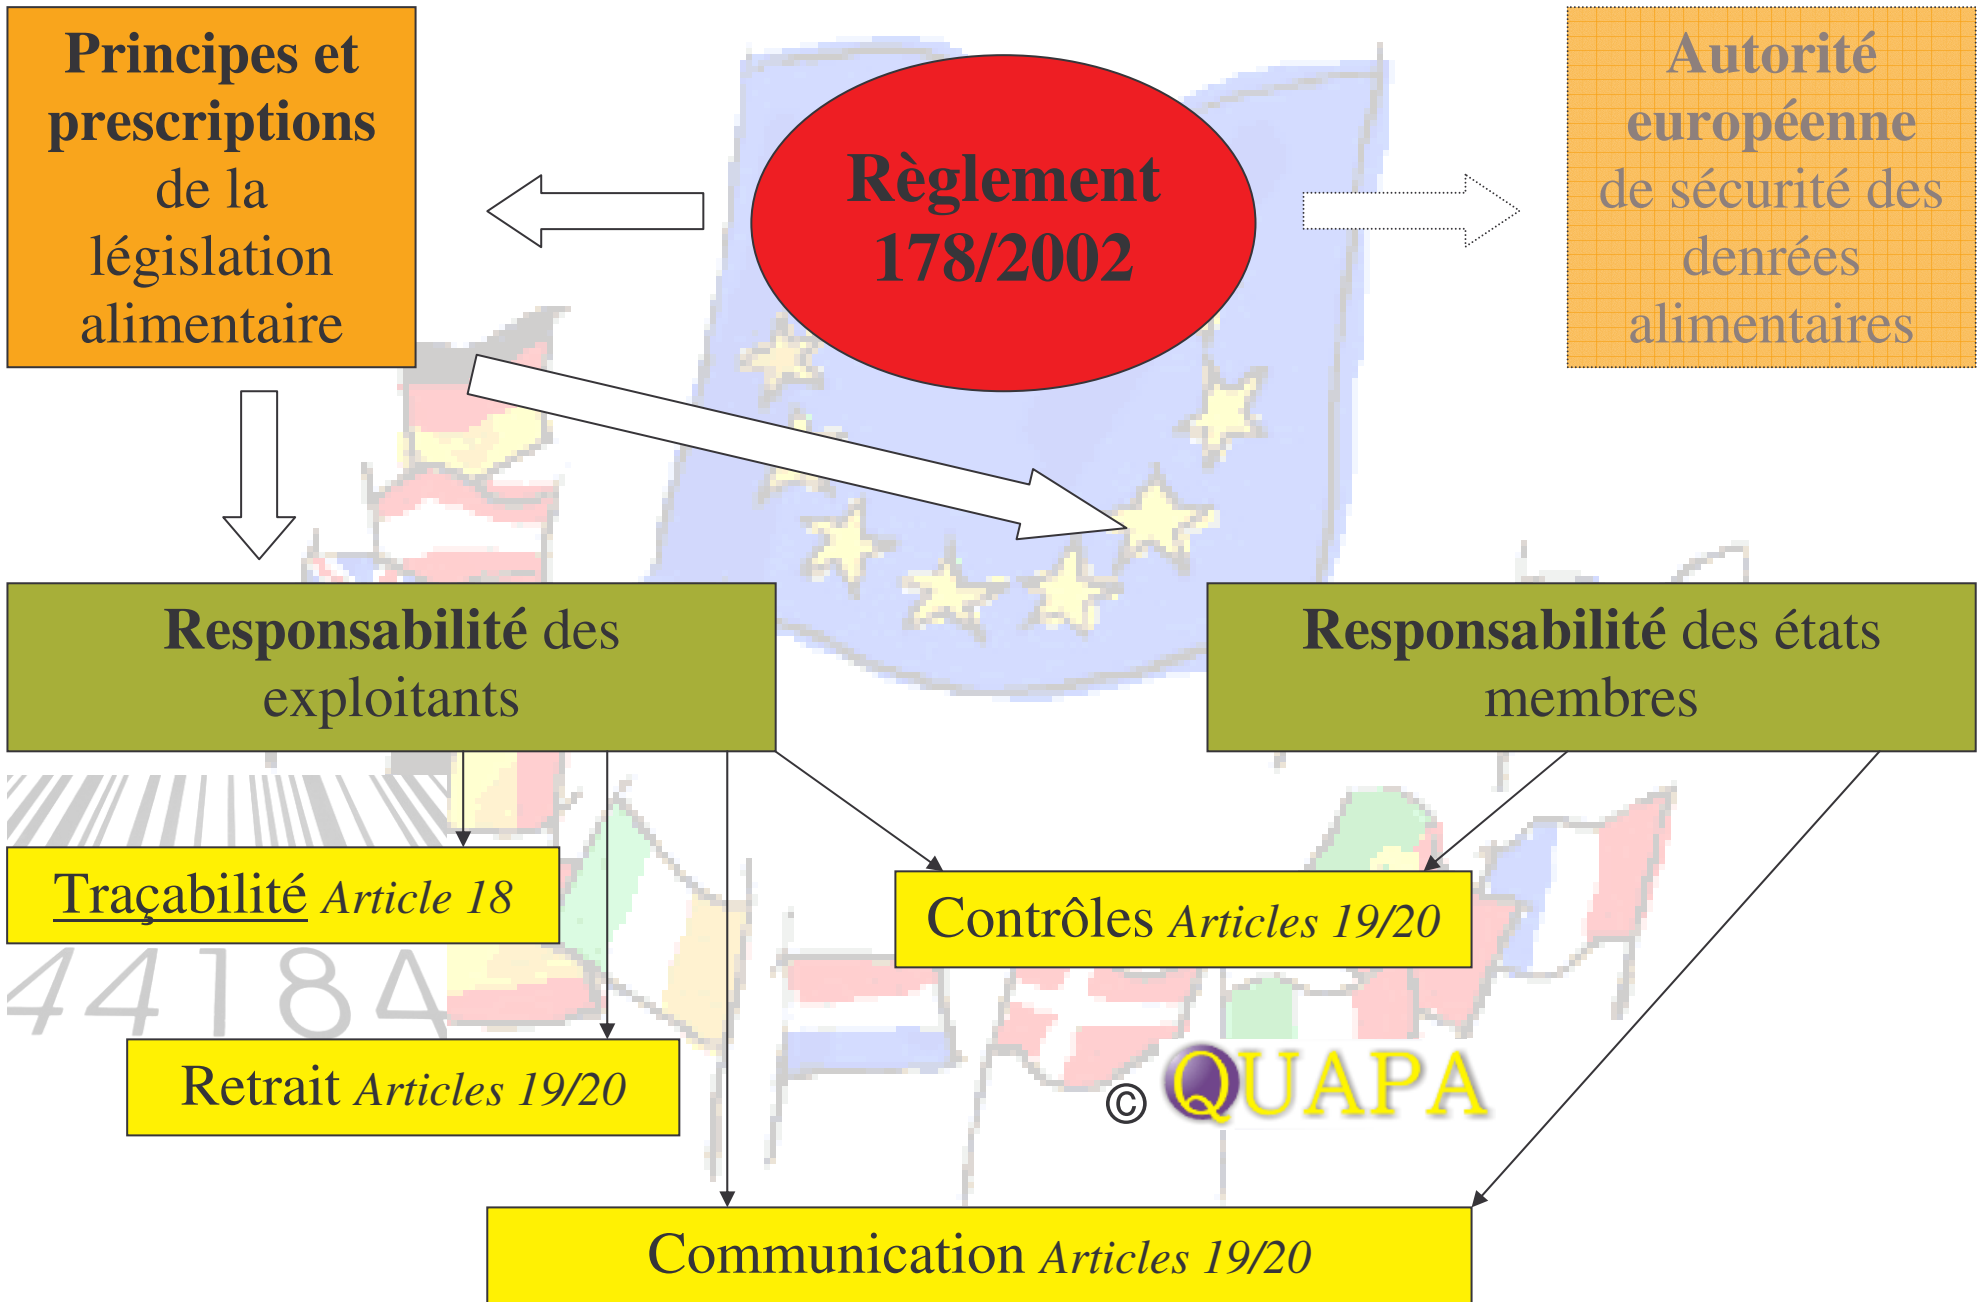 Principes et
prescriptions
de la
législation
alimentaire
Règlement
178/2002
Autorité
européenne
de sécurité des
denrées
alimentaires
Responsabilité des
exploitants
Responsabilité des états
membres
Traçabilité Article 18
Contrôles Articles 19/20
4418A
Retrait Articles 19/20
© QUAPA
Communication Articles 19/20